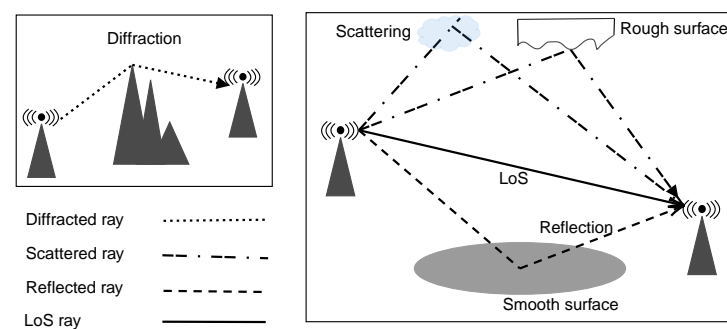 Diffraction
Scattering
Rough surface
LoS
Reflection
Smooth surface
Diffracted ray
Scattered ray
Reflected ray
LoS ray